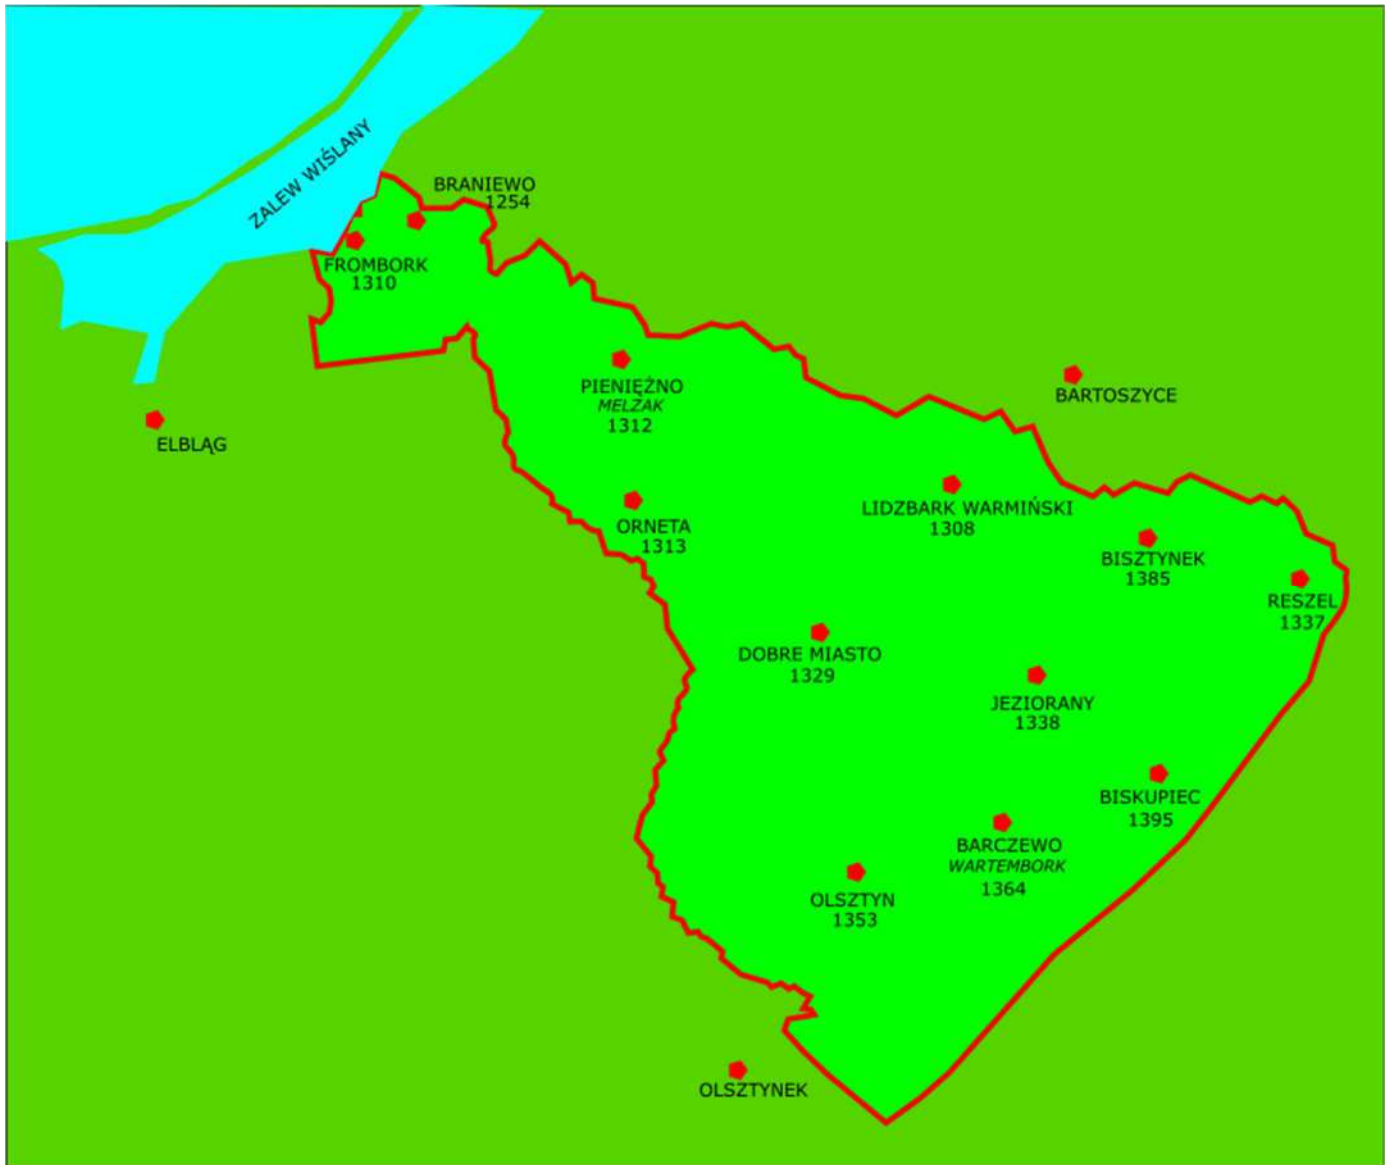 ZALEW WIŚLANY
BRANIEWO
1254
FROMBORK
1310
PIENIĘŻNO
MELZAK
1312
BARTOSZYCE
ELBLĄG
LIDZBARK WARMIŃSKI
1308
ORNETA
1313
BISZTYNEK
1385
RESZEL
1337
DOBRE MIASTO
1329
JEZIORANY
1338
BISKUPIEC
1395
BARCZEWO
WARTEMBORK
1364
OLSZTYN
1353
OLSZTYNEK